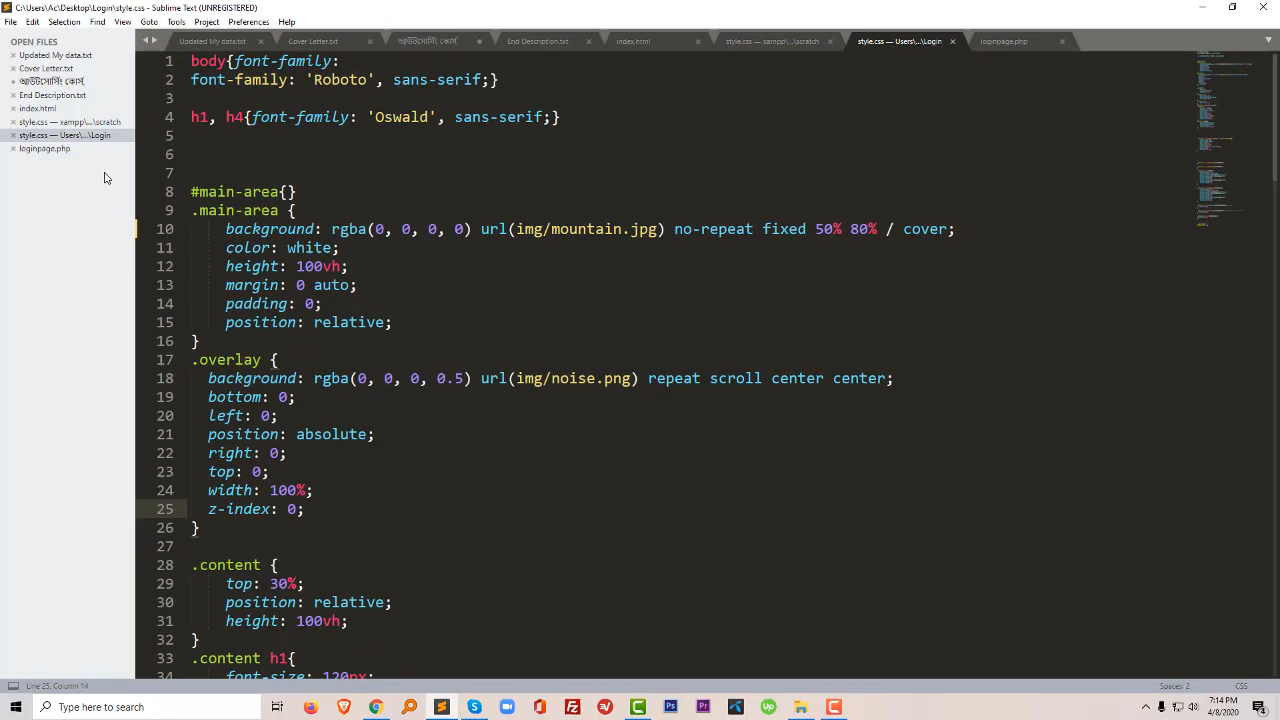 C:\Users\Ac\Desktop\Login\style.css - Sublime Text (UNREGISTERED)
File Edit Selection Find View Goto Tools Project Preferences Help
OPEN FILES
Updated My data.txt
Cover Letter.txt
End Description.txt
index.html
style.css — xampp\...\scratch
style.css — Users\...\Login
loginpage.php
Updated My data.txt Cover Letter.txt End Description.txt index.html style.css — xampp\...\scratch style.css — Users\...\Login loginpage.php
1 body{font-family:
2 font-family: 'Roboto', sans-serif;}
3
4 h1, h4{font-family: 'Oswald', sans-serif;}
5
6
7
8 #main-area{}
9 .main-area {
10 background: rgba(0, 0, 0, 0) url(img/mountain.jpg) no-repeat fixed 50% 80% / cover;
11 color: white;
12 height: 100vh;
13 margin: 0 auto;
14 padding: 0;
15 position: relative;
16 }
17 .overlay {
18 background: rgba(0, 0, 0, 0.5) url(img/noise.png) repeat scroll center center;
19 bottom: 0;
20 left: 0;
21 position: absolute;
22 right: 0;
23 top: 0;
24 width: 100%;
25 z-index: 0;
26 }
27
28 .content {
29 top: 30%;
30 position: relative;
31 height: 100vh;
32 }
33 .content h1{
34 font-size: 120px;
Line 25, Column 14
Spaces: 2
CSS
Type here to search
7:14 PM
4/8/2020